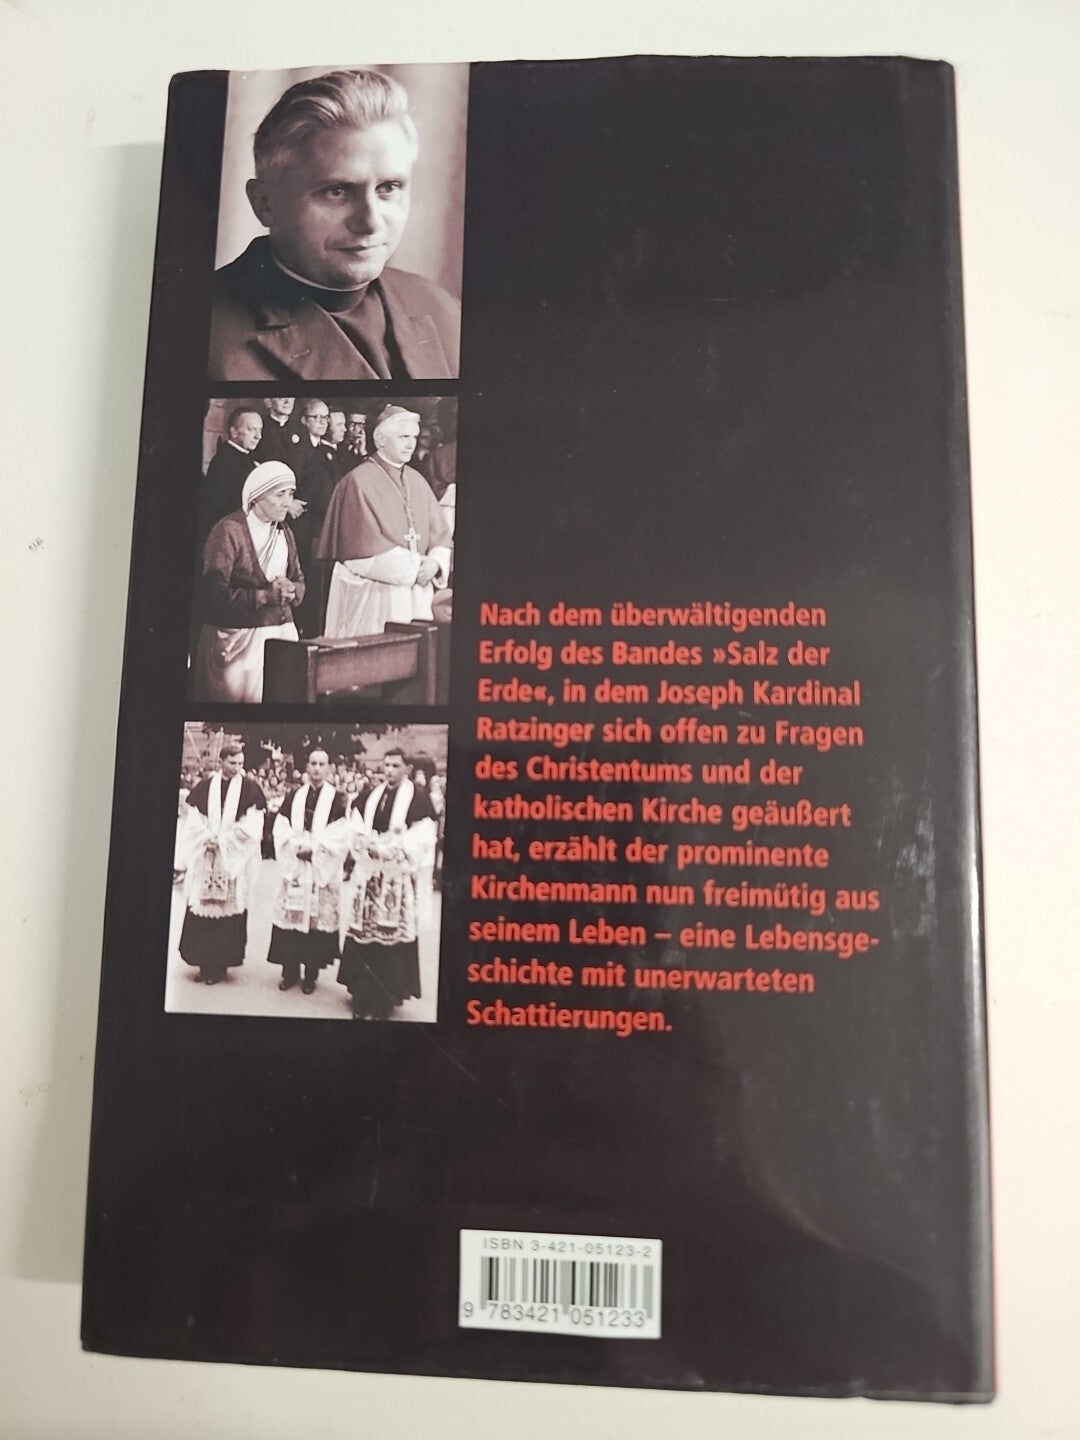 Nach dem überwältigenden
Erfolg des Bandes »Salz der
Erde«, in dem Joseph Kardinal
Ratzinger sich offen zu Fragen
des Christentums und der
katholischen Kirche geäußert
hat, erzählt der prominente
Kirchenmann nun freimütig aus
seinem Leben – eine Lebensge-
schichte mit unerwarteten
Schattierungen.
ISBN 3-421-05123-2
9 783421 051233